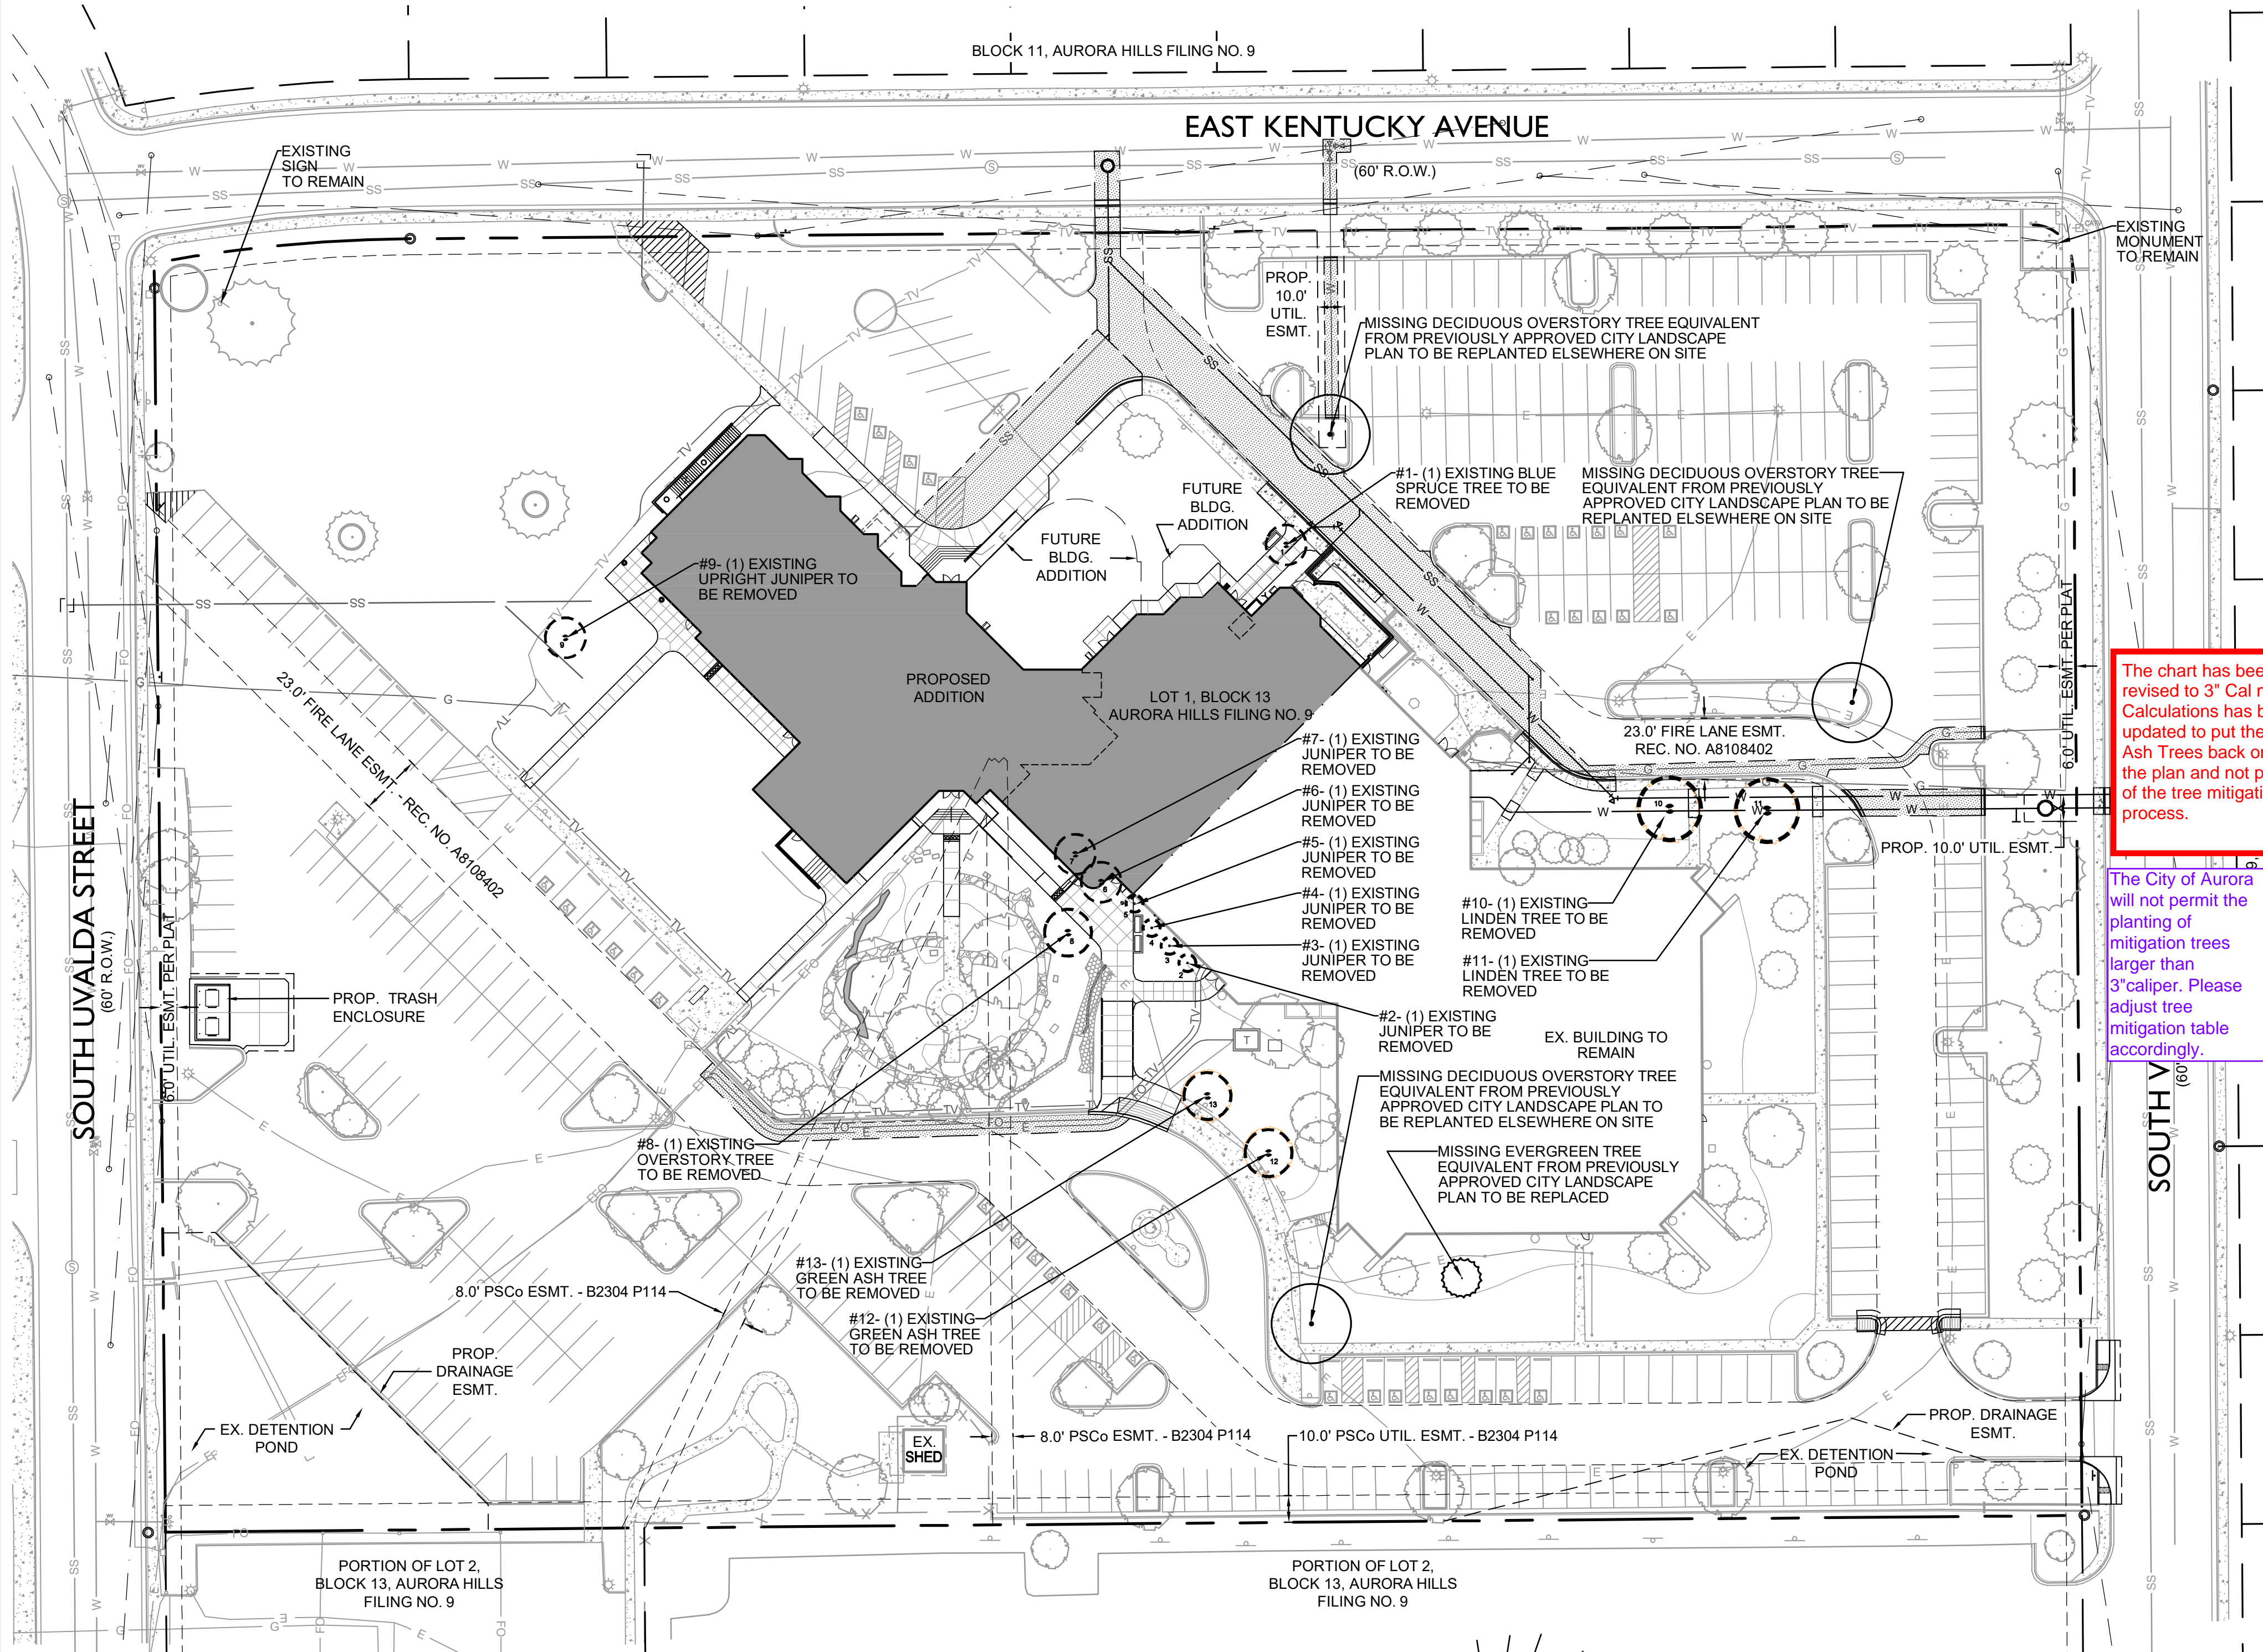 BLOCK 11, AURORA HILLS FILING NO. 9
EAST KENTUCKY AVENUE
(60' R.O.W.)
EXISTING
SIGN
TO REMAIN
EXISTING
MONUMENT
TO REMAIN
PROP.
10.0'
UTIL.
ESMT.
MISSING DECIDUOUS OVERSTORY TREE EQUIVALENT
FROM PREVIOUSLY APPROVED CITY LANDSCAPE
PLAN TO BE REPLANTED ELSEWHERE ON SITE
#1- (1) EXISTING BLUE
SPRUCE TREE TO BE
REMOVED
MISSING DECIDUOUS OVERSTORY TREE
EQUIVALENT FROM PREVIOUSLY
APPROVED CITY LANDSCAPE PLAN TO BE
REPLANTED ELSEWHERE ON SITE
FUTURE
BLDG.
ADDITION
FUTURE
BLDG.
ADDITION
#9- (1) EXISTING
UPRIGHT JUNIPER TO
BE REMOVED
PROPOSED
ADDITION
LOT 1, BLOCK 13
AURORA HILLS FILING NO. 9
23.0' FIRE LANE ESMT. - REC. NO. A8108402
23.0' FIRE LANE ESMT.
REC. NO. A8108402
6.0' UTIL. ESMT. PER PLAT
#7- (1) EXISTING
JUNIPER TO BE
REMOVED
#6- (1) EXISTING
JUNIPER TO BE
REMOVED
#5- (1) EXISTING
JUNIPER TO BE
REMOVED
#4- (1) EXISTING
JUNIPER TO BE
REMOVED
#3- (1) EXISTING
JUNIPER TO BE
REMOVED
#2- (1) EXISTING
JUNIPER TO BE
REMOVED
#10- (1) EXISTING
LINDEN TREE TO BE
REMOVED
#11- (1) EXISTING
LINDEN TREE TO BE
REMOVED
PROP. 10.0' UTIL. ESMT.
The chart has bee
revised to 3" Cal
Calculations has
updated to put the
Ash Trees back
the plan and not
of the tree
process.
The City of Aurora
will not permit the
planting of
mitigation trees
larger than
3"caliper. Please
adjust tree
mitigation table
accordingly.
SOUTH UVALDA STREET
(60' R.O.W.)
6.0' UTIL. ESMT. PER PLAT
PROP. TRASH
ENCLOSURE
EX. BUILDING TO
REMAIN
MISSING DECIDUOUS OVERSTORY TREE
EQUIVALENT FROM PREVIOUSLY
APPROVED CITY LANDSCAPE PLAN TO
BE REPLANTED ELSEWHERE ON SITE
MISSING EVERGREEN TREE
EQUIVALENT FROM PREVIOUSLY
APPROVED CITY LANDSCAPE
PLAN TO BE REPLACED
SOUTH V
(60'
#8- (1) EXISTING
OVERSTORY TREE
TO BE REMOVED
#13- (1) EXISTING
GREEN ASH TREE
TO BE REMOVED
#12- (1) EXISTING
GREEN ASH TREE
TO BE REMOVED
8.0' PSCo ESMT. - B2304 P114
PROP.
DRAINAGE
ESMT.
EX. DETENTION
POND
EX.
SHED
8.0' PSCo ESMT. - B2304 P114
10.0' PSCo UTIL. ESMT. - B2304 P114
PROP. DRAINAGE
ESMT.
EX. DETENTION
POND
PORTION OF LOT 2,
BLOCK 13, AURORA HILLS
FILING NO. 9
PORTION OF LOT 2,
BLOCK 13, AURORA HILLS
FILING NO. 9